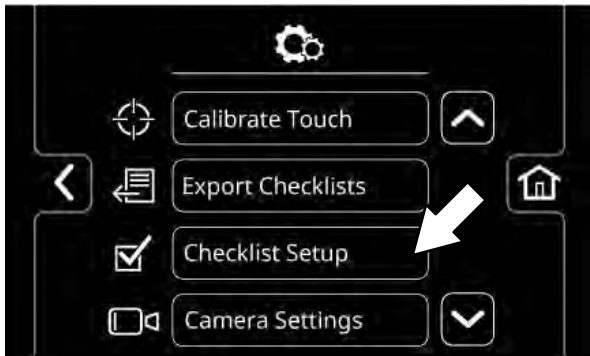 Calibrate Touch
Export Checklists
Checklist Setup
Camera Settings